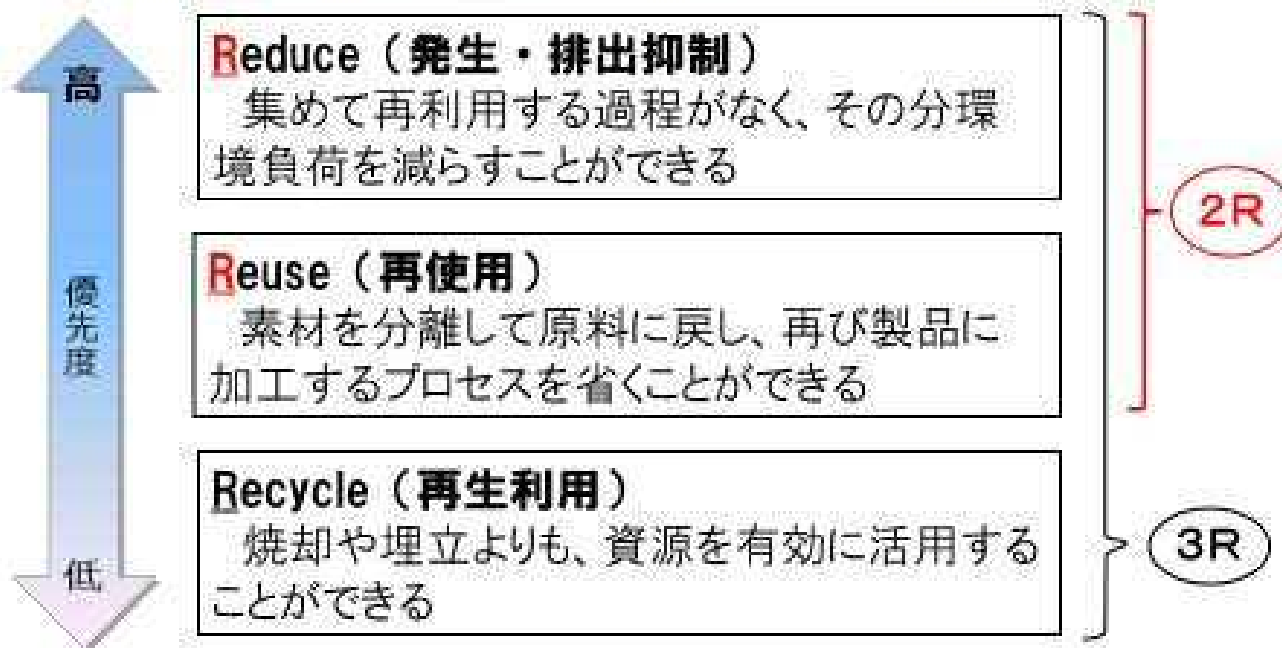 高
優先度
低
Reduce（発生・排出抑制）
集めて再利用する過程がなく、その分環
境負荷を減らすことができる
Reuse（再使用）
素材を分離して原料に戻し、再び製品に
加工するプロセスを省くことができる
Recycle（再生利用）
焼却や埋立よりも、資源を有効に活用する
ことができる
2R
3R